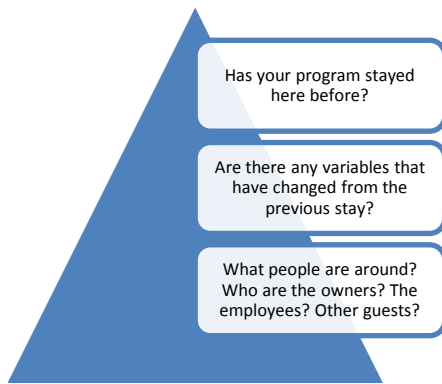 Has your program stayed
here before?
Are there any variables that
have changed from the
previous stay?
What people are around?
Who are the owners? The
employees? Other guests?